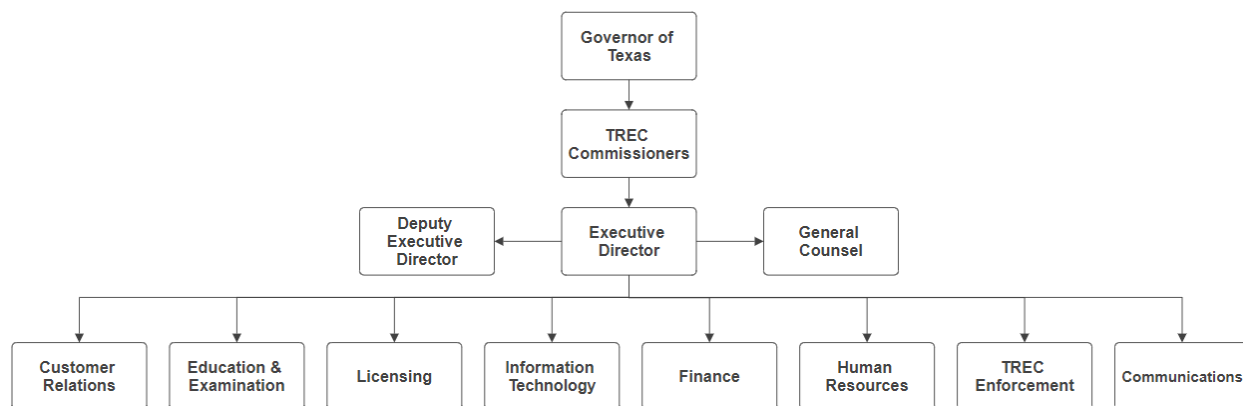 Governor of
Texas
TREC
Commissioners
Deputy
Executive
Director
Executive
Director
General
Counsel
Customer
Relations
Education &
Examination
Licensing
Information
Technology
Finance
Human
Resources
TREC
Enforcement
Communications